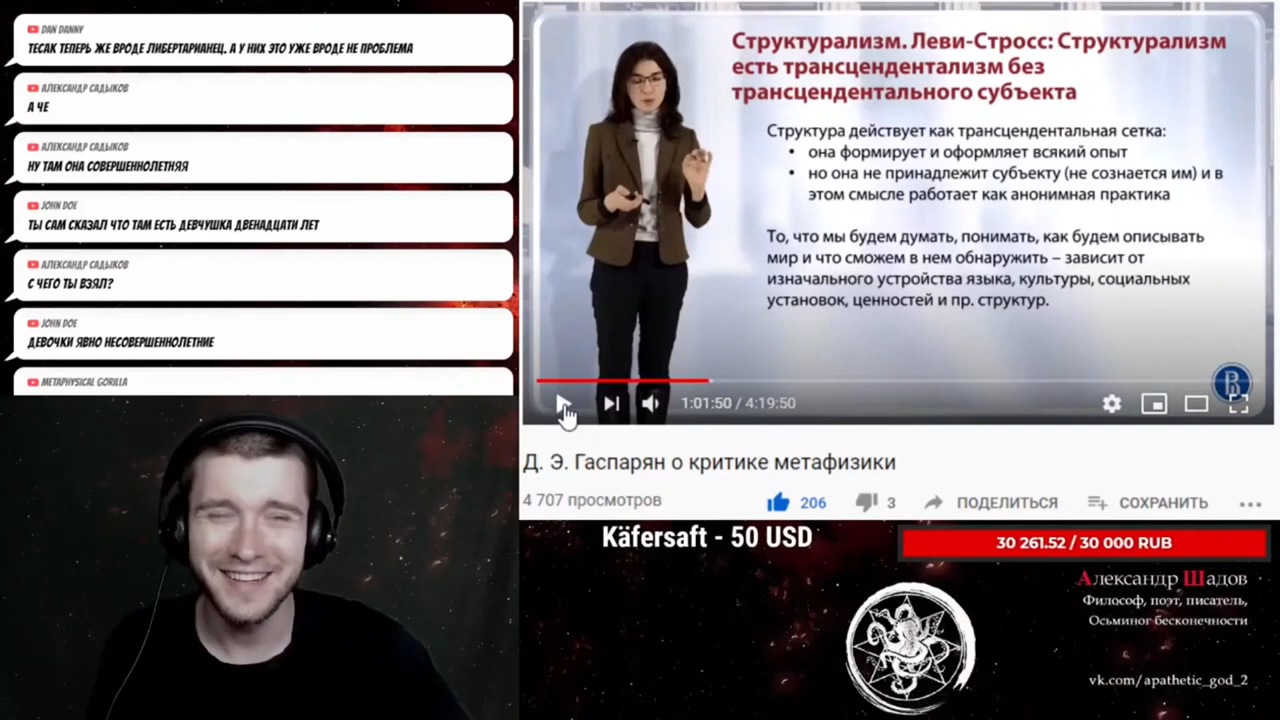 DAN DANNY
ТЕСАК ТЕПЕРЬ ЖЕ ВРОДЕ ЛИБЕРТАРИАНЕЦ. А У НИХ ЭТО УЖЕ ВРОДЕ НЕ ПРОБЛЕМА
АЛЕКСАНДР САДЫКОВ
А ЧЕ
АЛЕКСАНДР САДЫКОВ
НУ ТАМ ОНА СОВЕРШЕННОЛЕТНЯЯ
JOHN DOE
ТЫ САМ СКАЗАЛ ЧТО ТАМ ЕСТЬ ДЕВЧУШКА ДВЕНАДЦАТИ ЛЕТ
АЛЕКСАНДР САДЫКОВ
С ЧЕГО ТЫ ВЗЯЛ?
JOHN DOE
ДЕВОЧКИ ЯВНО НЕСОВЕРШЕННОЛЕТНИЕ
METAPHYSICAL GORILLA
Структурализм. Леви-Стросс: Структурализм
есть трансцендентализм без
трансцендентального субъекта
Структура действует как трансцендентальная сетка:
• она формирует и оформляет всякий опыт
• но она не принадлежит субъекту (не сознается им) и в
этом смысле работает как анонимная практика
То, что мы будем думать, понимать, как будем описывать
мир и что сможем в нем обнаружить – зависит от
изначального устройства языка, культуры, социальных
установок, ценностей и пр. структур.
1:01:50 / 4:19:50
Д. Э. Гаспарян о критике метафизики
4 707 просмотров
206
3
ПОДЕЛИТЬСЯ
СОХРАНИТЬ
Käfersaft - 50 USD
30 261.52 / 30 000 RUB
Александр Шадов
Философ, поэт, писатель,
Осьминог бесконечности
vk.com/apathetic_god_2